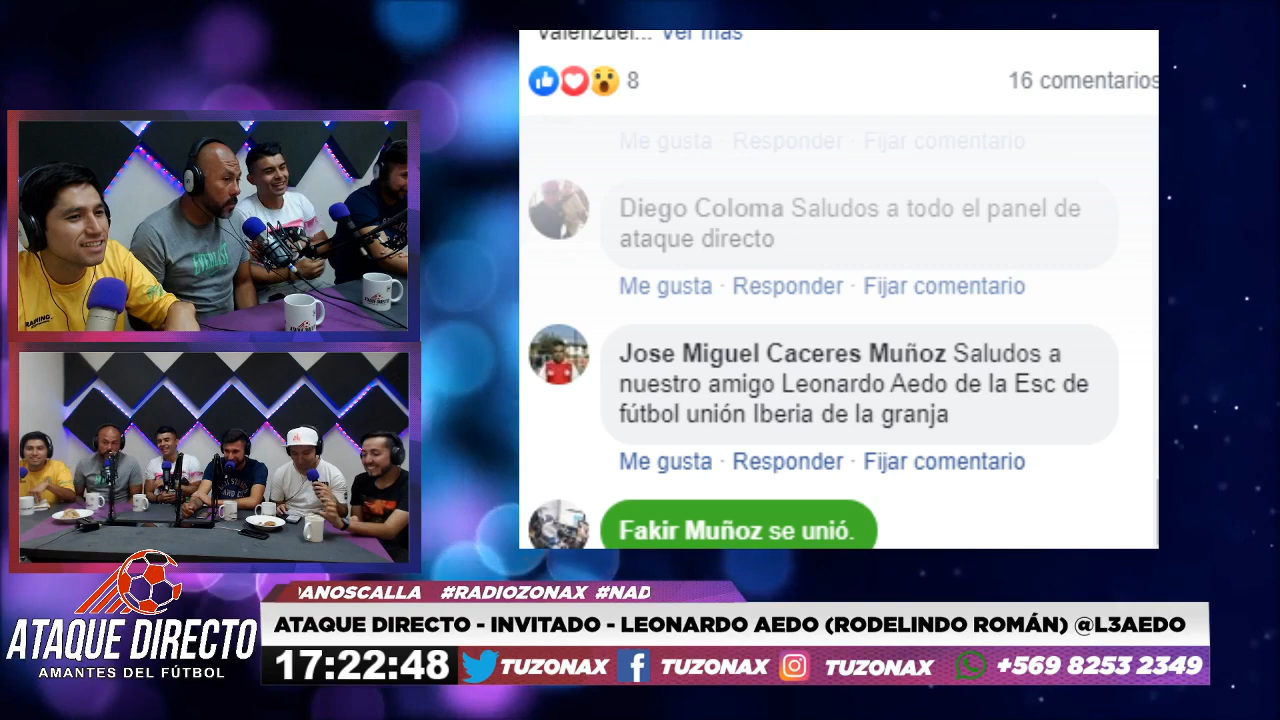 Valenzuel... Ver más
8
16 comentarios
Me gusta · Responder · Fijar comentario
Diego Coloma Saludos a todo el panel de
ataque directo
Me gusta · Responder · Fijar comentario
Jose Miguel Caceres Muñoz Saludos a
nuestro amigo Leonardo Aedo de la Esc de
fútbol unión Iberia de la granja
Me gusta · Responder · Fijar comentario
Fakir Muñoz se unió.
EVERLAST
ATAQUE DIRECTO
AMANTES DEL FÚTBOL
ANOSCALLA #RADIOZONAX #NAD
ATAQUE DIRECTO - INVITADO - LEONARDO AEDO (RODELINDO ROMÁN) @L3AEDO
17:22:48 TUZONAX TUZONAX TUZONAX +569 8253 2349